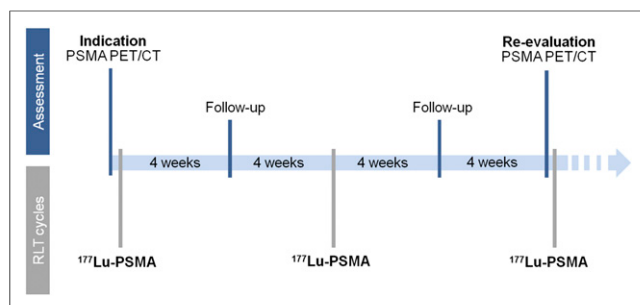 Assessment
RLT cycles
Indication
PSMA PET/CT
Re-evaluation
PSMA PET/CT
Follow-up
Follow-up
4 weeks
4 weeks
4 weeks
4 weeks
¹⁷⁷Lu-PSMA
¹⁷⁷Lu-PSMA
¹⁷⁷Lu-PSMA